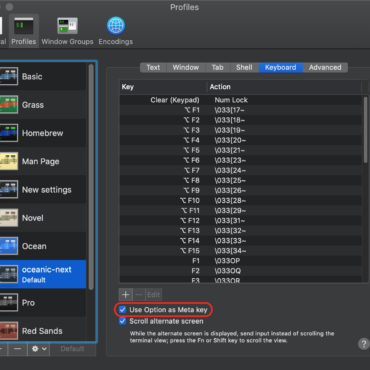 Profiles
al Profiles Window Groups Encodings
Text Window Tab Shell Keyboard Advanced
Basic
Grass
Homebrew
Man Page
New settings
Novel
Ocean
oceanic-next
Default
Pro
Red Sands
Default
Key Action
Clear (Keypad) Num Lock
⌥ F1 \033[17~
⌥ F2 \033[18~
⌥ F3 \033[19~
⌥ F4 \033[20~
⌥ F5 \033[21~
⌥ F6 \033[23~
⌥ F7 \033[24~
⌥ F8 \033[25~
⌥ F9 \033[26~
⌥ F10 \033[28~
⌥ F11 \033[29~
⌥ F12 \033[31~
⌥ F13 \033[32~
⌥ F14 \033[33~
⌥ F15 \033[34~
F1 \033OP
F2 \033OQ
F3 \033OR
+ − Edit
Use Option as Meta key
Scroll alternate screen
While the alternate screen is displayed, send input instead of scrolling the
terminal view; press the Fn or Shift key to scroll the view.
?